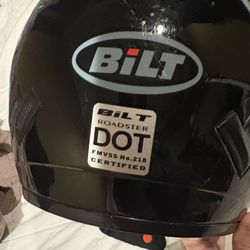 BiLT
BiLT
ROADSTER
DOT
FMVSS No.218
CERTIFIED